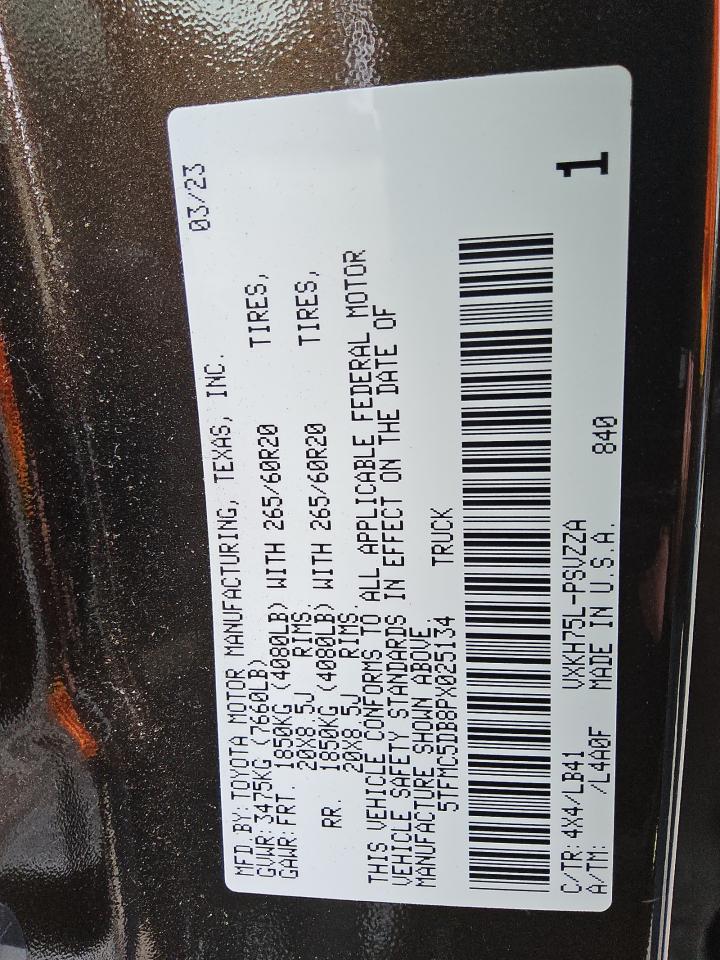 MFD BY: TOYOTA MOTOR MANUFACTURING, TEXAS, INC. 03/23
GVWR: 3475KG (7660LB)
GAWR: FRT. 1850KG (4080LB) WITH 265/60R20 TIRES,
20X8.5J RIMS.
RR. 1850KG (4080LB) WITH 265/60R20 TIRES,
20X8.5J RIMS.
THIS VEHICLE CONFORMS TO ALL APPLICABLE FEDERAL MOTOR
VEHICLE SAFETY STANDARDS IN EFFECT ON THE DATE OF
MANUFACTURE SHOWN ABOVE.
5TFMC5DB8PX025134 TRUCK
C/TR: 4X4/LB41 VXKH75L-PSVZZA
A/TM: /L4A0F MADE IN U.S.A. 840
1